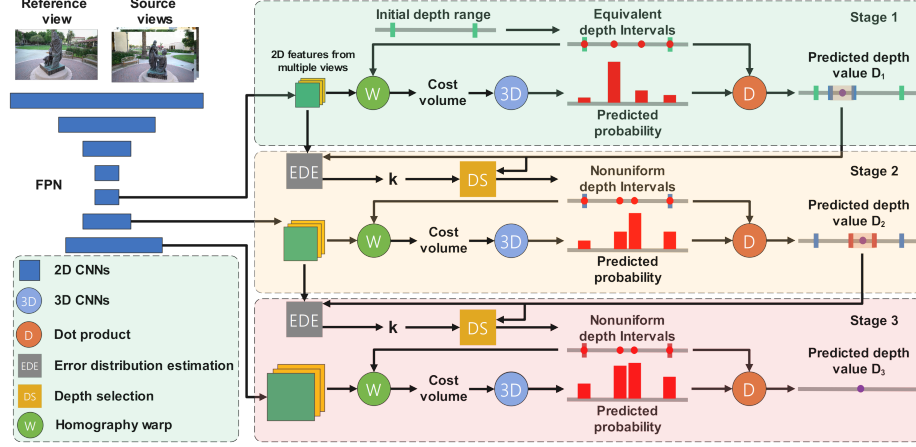 Reference
view
Source
views
FPN
2D CNNs
3D
3D CNNs
D
Dot product
EDE
Error distribution estimation
DS
Depth selection
W
Homography warp
Stage 1
Initial depth range
Equivalent
depth Intervals
2D features from
multiple views
W
Cost
volume
3D
Predicted
probability
D
Predicted depth
value D₁
EDE
k
DS
Stage 2
Nonuniform
depth Intervals
W
Cost
volume
3D
Predicted
probability
D
Predicted depth
value D₂
EDE
k
DS
Stage 3
Nonuniform
depth Intervals
W
Cost
volume
3D
Predicted
probability
D
Predicted depth
value D₃